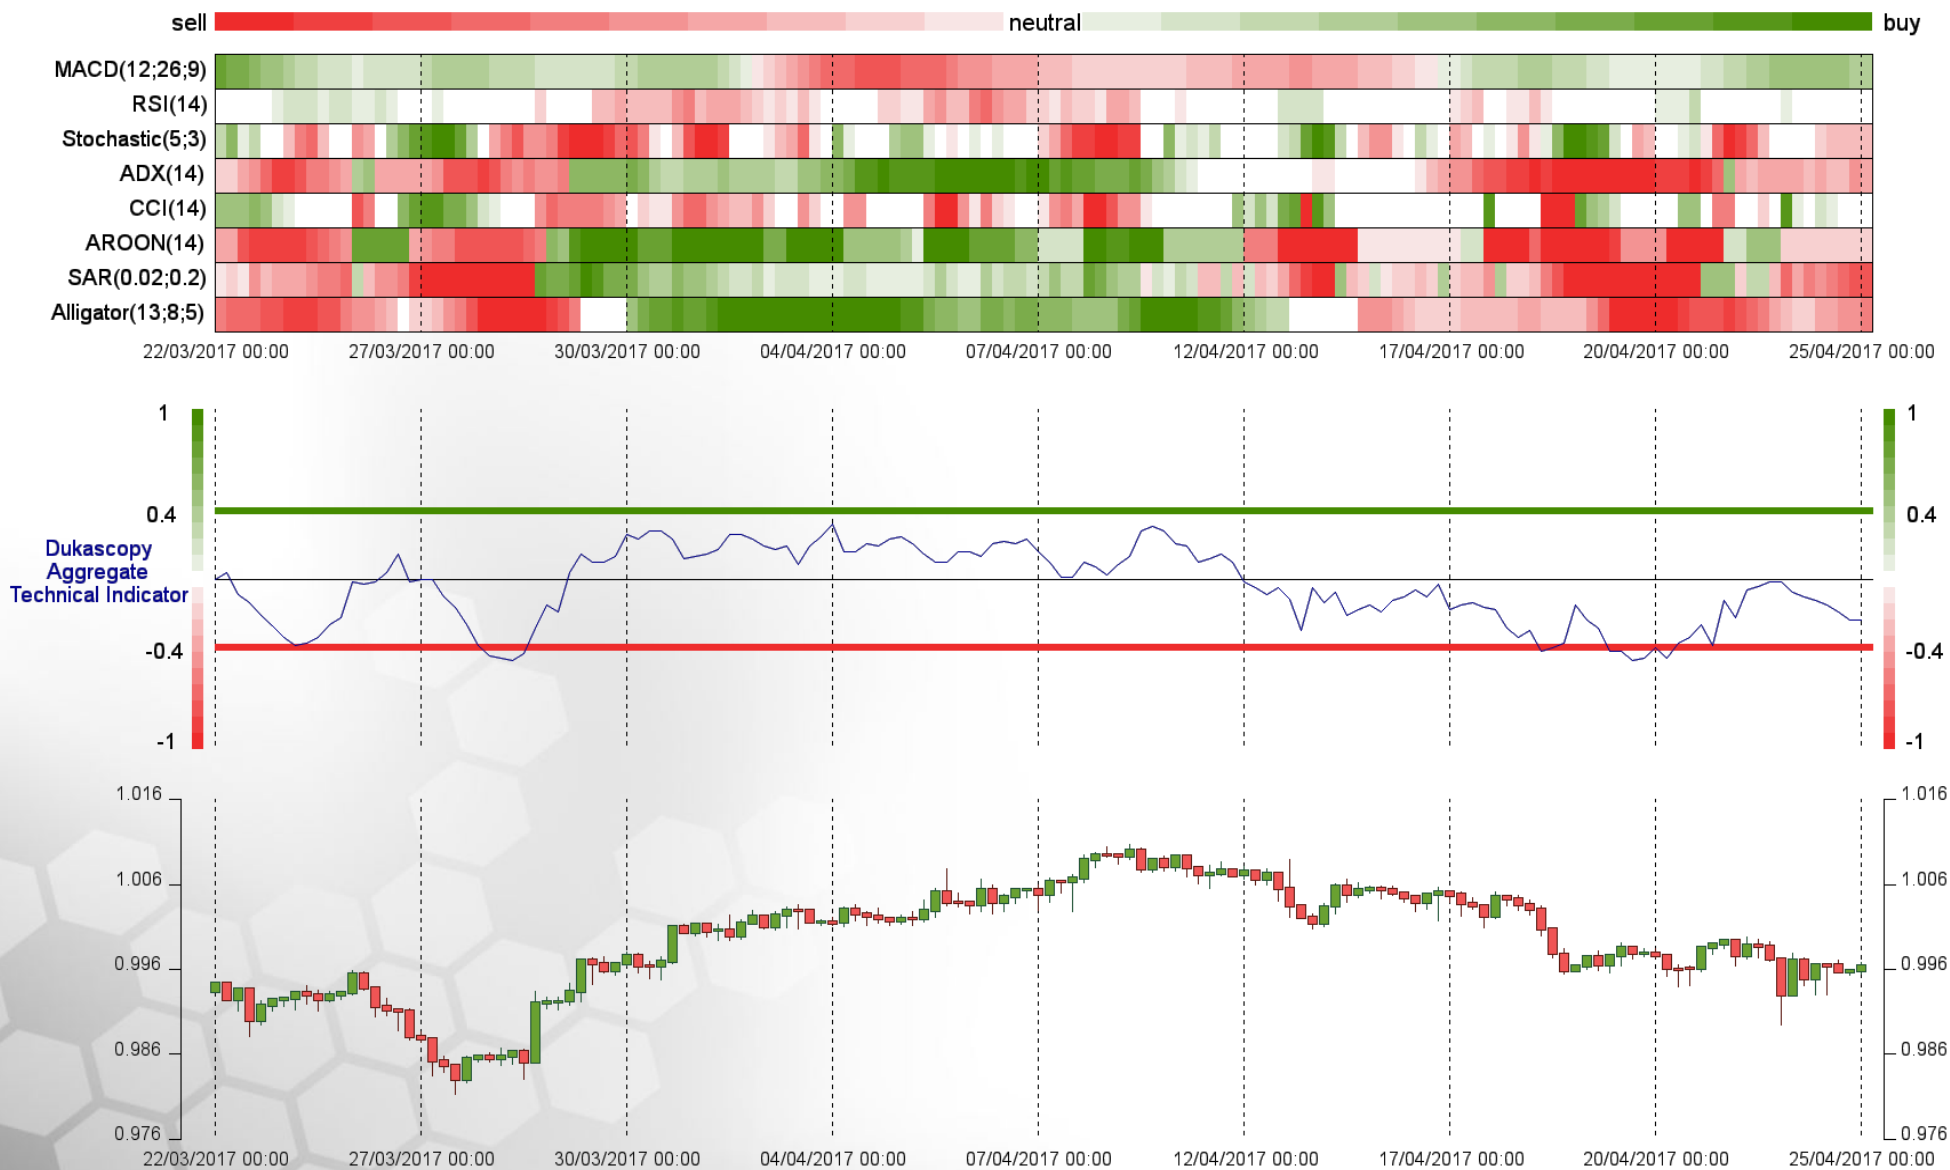 sell neutral buy
MACD(12;26;9)
RSI(14)
Stochastic(5;3)
ADX(14)
CCI(14)
AROON(14)
SAR(0.02;0.2)
Alligator(13;8;5)
22/03/2017 00:00 27/03/2017 00:00 30/03/2017 00:00 04/04/2017 00:00 07/04/2017 00:00 12/04/2017 00:00 17/04/2017 00:00 20/04/2017 00:00 25/04/2017 00:00
1 1
0.4 0.4
Dukascopy
Aggregate
Technical Indicator
-0.4 -0.4
-1 -1
1.016 1.016
1.006 1.006
0.996 0.996
0.986 0.986
0.976 0.976
22/03/2017 00:00 27/03/2017 00:00 30/03/2017 00:00 04/04/2017 00:00 07/04/2017 00:00 12/04/2017 00:00 17/04/2017 00:00 20/04/2017 00:00 25/04/2017 00:00